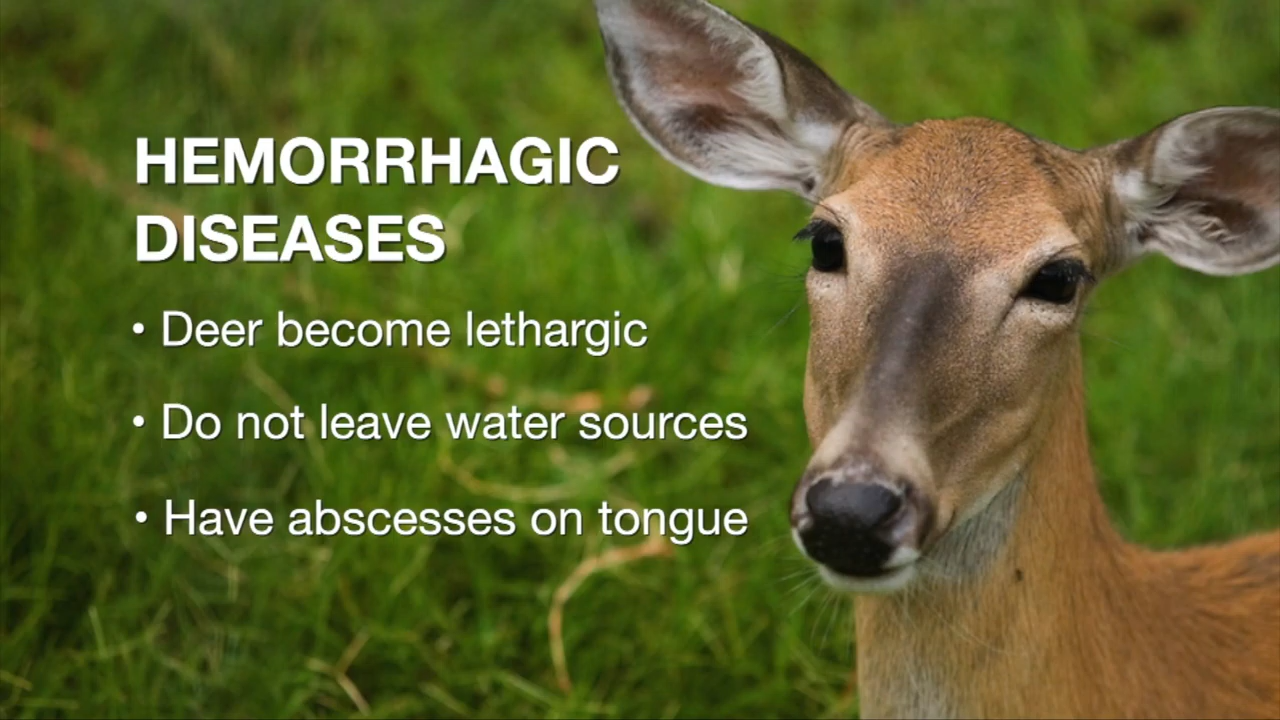 HEMORRHAGIC
DISEASES
• Deer become lethargic
• Do not leave water sources
• Have abscesses on tongue